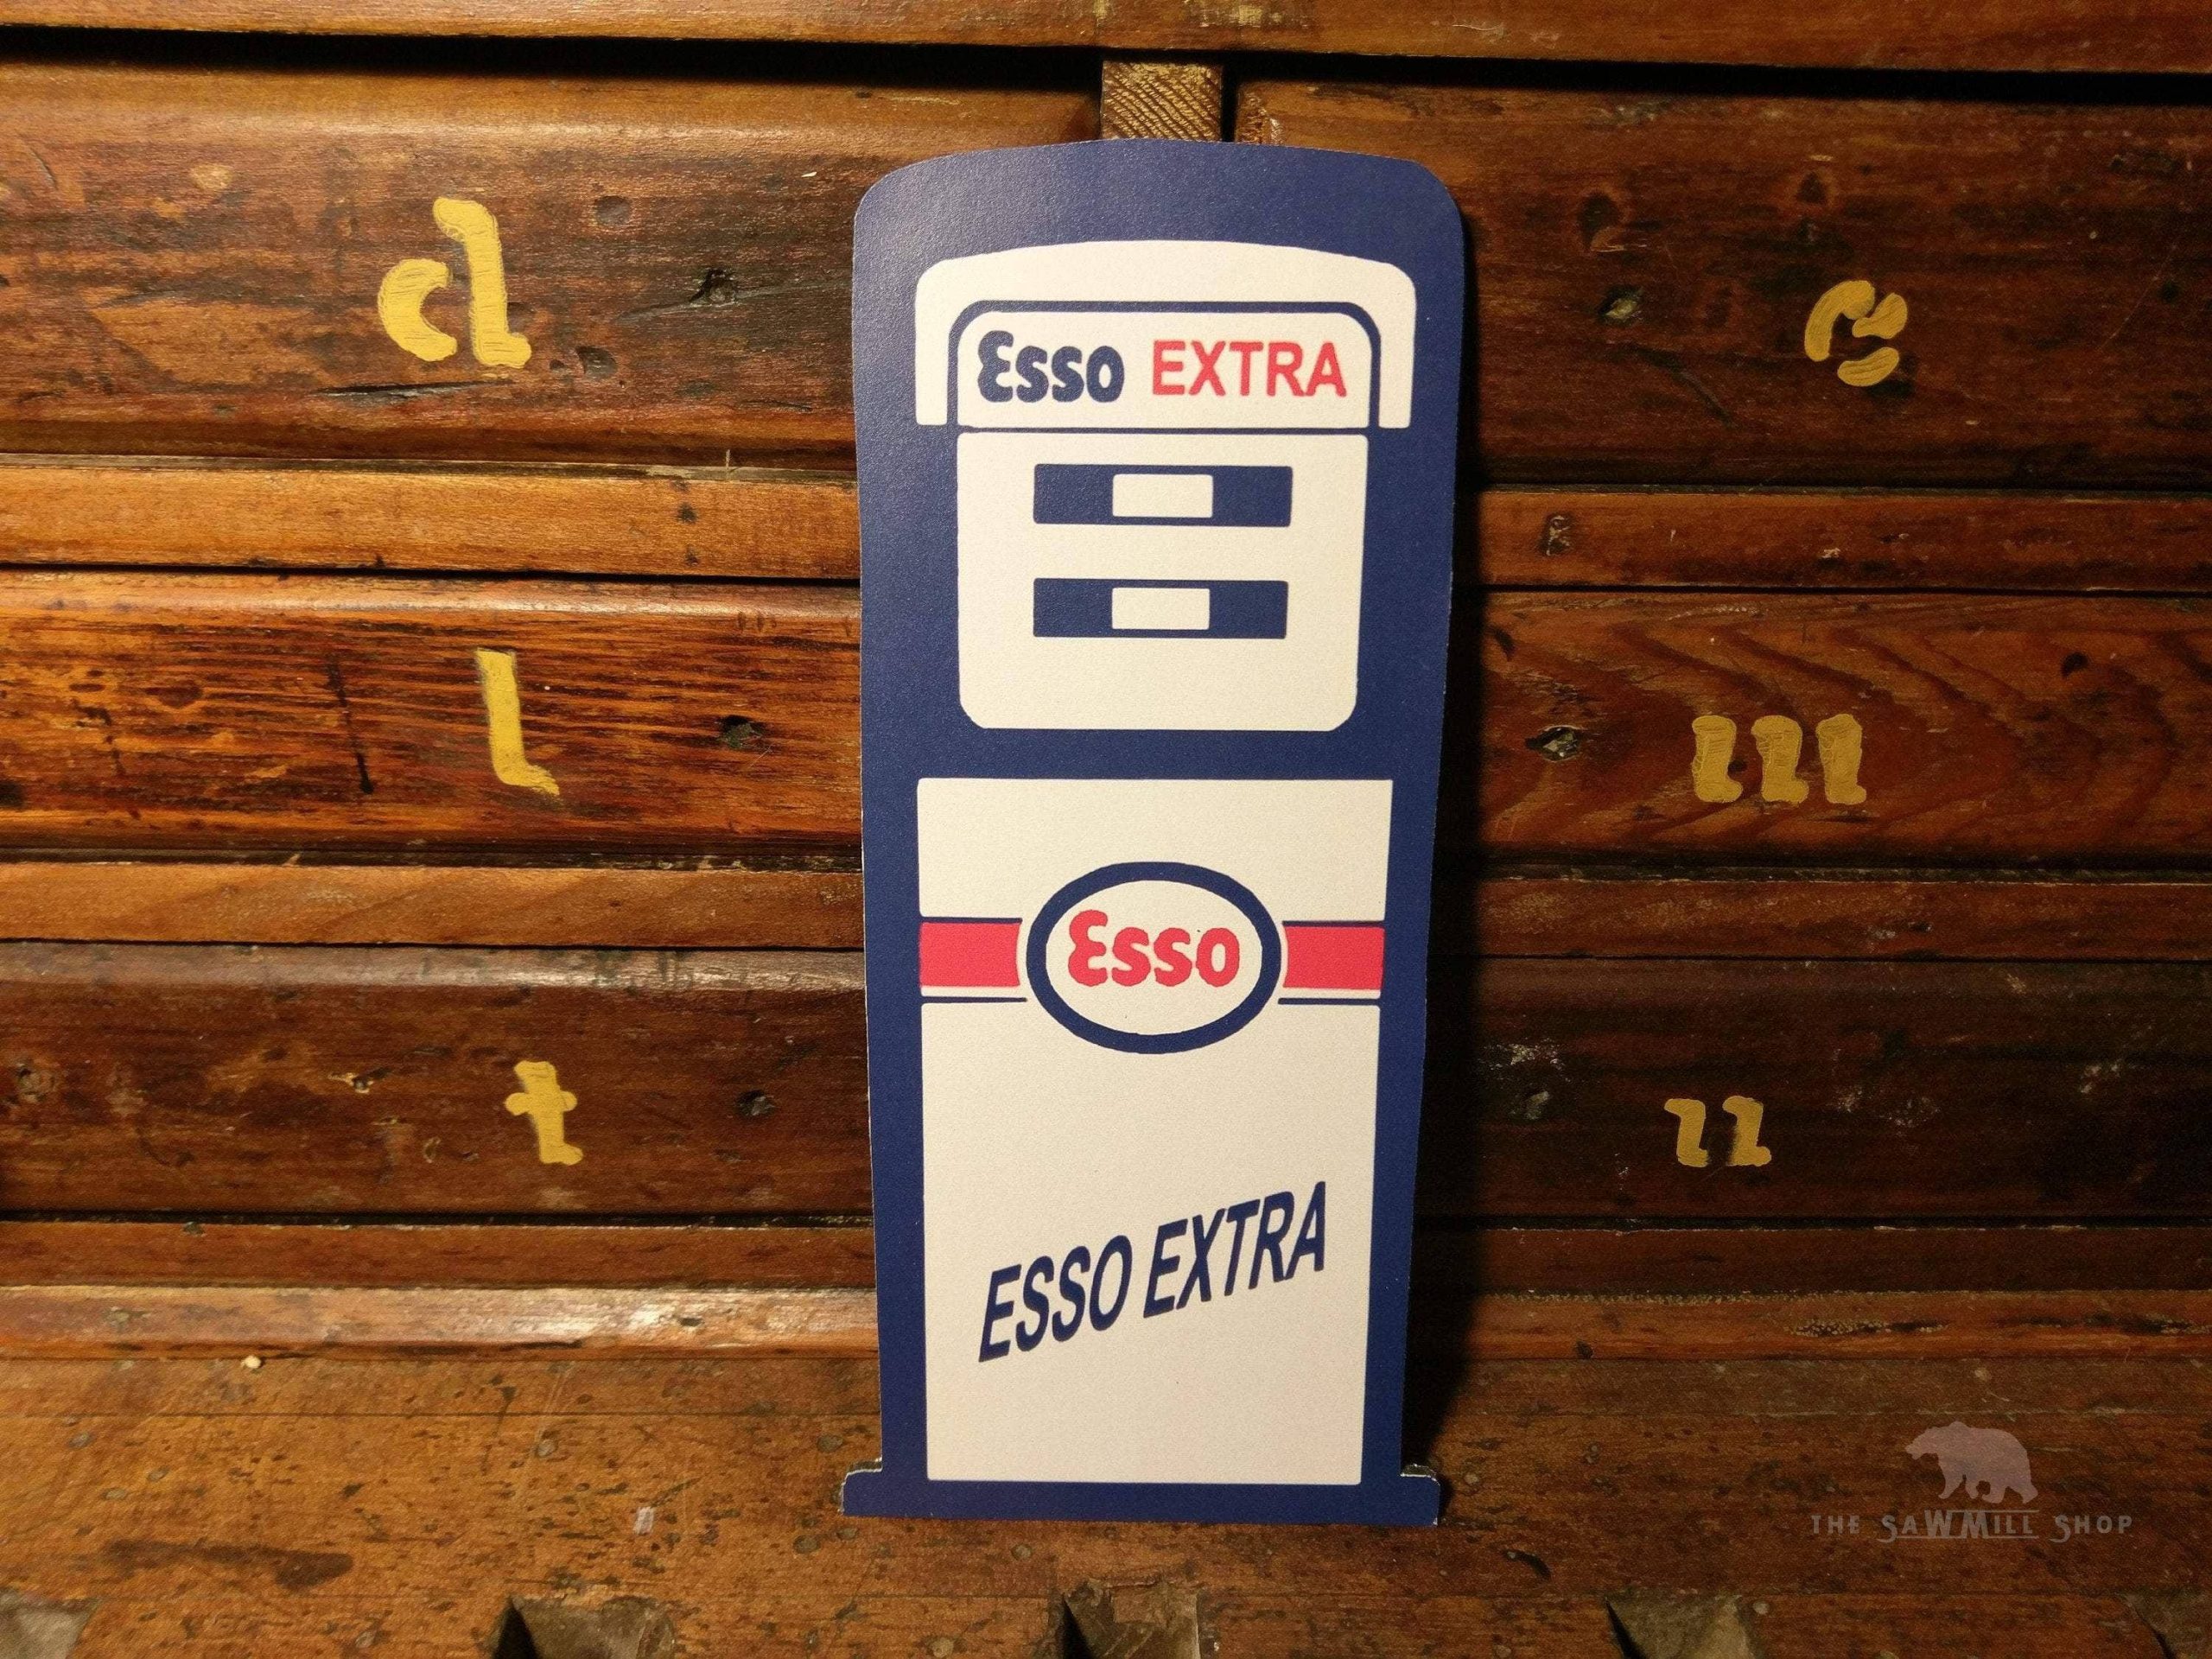 d
e
Esso EXTRA
l
m
Esso
t
u
ESSO EXTRA
THE SAWMILL SHOP